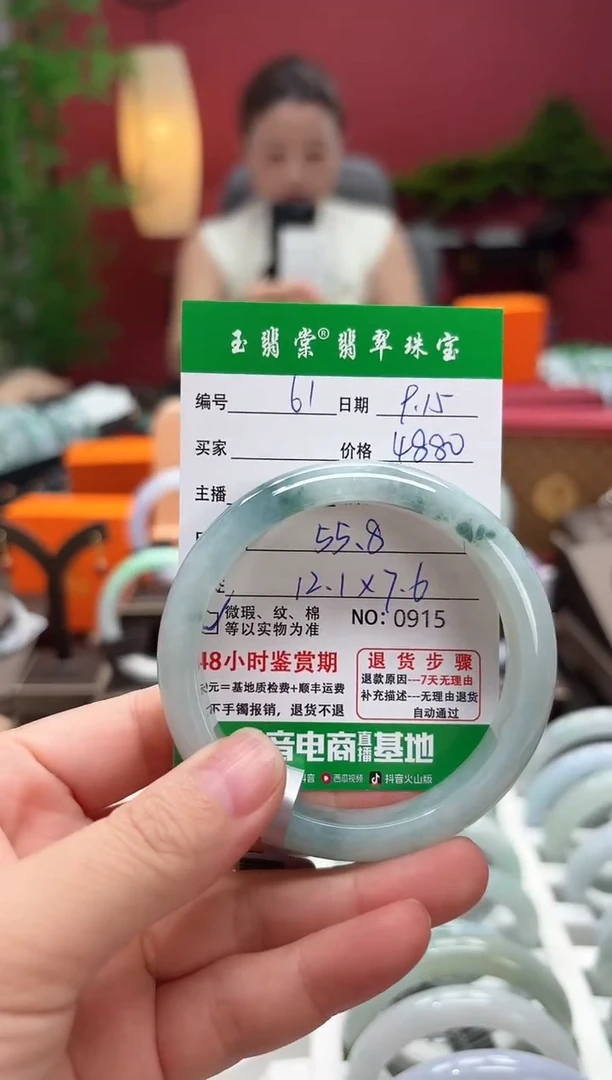 玉翡棠®翡翠珠宝
编号 61 日期 9.15
买家 价格 4880
主播
55.8
12.1×7.6
微瑕、纹、棉
等以实物为准
NO: 0915
48小时鉴赏期
元=基地质检费+顺丰运费
下手镯报销，退货不退
退货步骤
退款原因---7天无理由
补充描述---无理由退货
自动通过
音电商直播基地
抖音 西瓜视频 抖音火山版